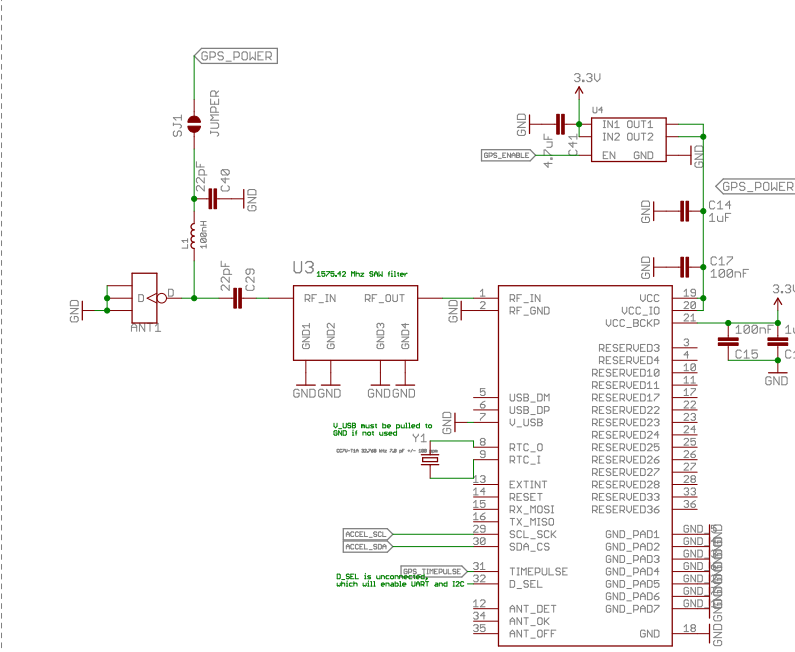 GPS_POWER
3.3V
SJ1
JUMPER
U4
GND
4.7uF
C41
IN1 OUT1
IN2 OUT2
EN GND
GND
GPS_ENABLE
22pF
C40
GND
GPS_POWER
L1
100nH
GND
C14
1uF
GND
C17
100nF
U3
1575.42 Mhz SAW filter
22pF
C29
GND
D
D
ANT1
RF_IN RF_OUT
GND1
GND2
GND3
GND4
GND GND
GND GND
GND
1 RF_IN
2 RF_GND
VCC 19
VCC_IO 20
VCC_BCKP 21
3.3V
100nF
C15
GND
RESERVED3 3
RESERVED4 4
RESERVED10 10
RESERVED11 11
RESERVED17 17
RESERVED22 22
RESERVED23 23
RESERVED24 24
RESERVED25 25
RESERVED26 26
RESERVED27 27
RESERVED28 28
RESERVED33 33
RESERVED36 36
5 USB_DM
6 USB_DP
7 V_USB
GND
V_USB must be pulled to
GND if not used
Y1
8 RTC_O
9 RTC_I
13 EXTINT
14 RESET
15 RX_MOSI
16 TX_MISO
ACCEL_SCL
29 SCL_SCK
ACCEL_SDA
30 SDA_CS
GPS_TIMEPULSE
31 TIMEPULSE
D_SEL is unconnected,
which will enable UART and I2C
32 D_SEL
12 ANT_DET
34 ANT_OK
35 ANT_OFF
GND_PAD1 GND
GND_PAD2 GND
GND_PAD3 GND
GND_PAD4 GND
GND_PAD5 GND
GND_PAD6 GND
GND_PAD7 GND
GND 18
GND